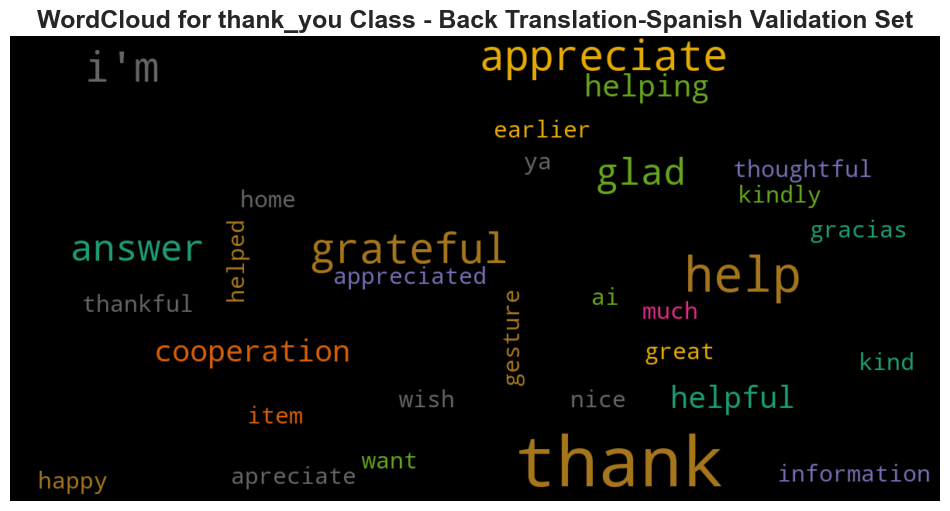 WordCloud for thank_you Class - Back Translation-Spanish Validation Set
i'm
appreciate
helping
earlier
ya
glad
thoughtful
kindly
home
gracias
answer
helped
grateful
appreciated
help
thankful
gesture
ai
much
cooperation
great
kind
wish
nice
helpful
item
thank
want
happy
apreciate
information